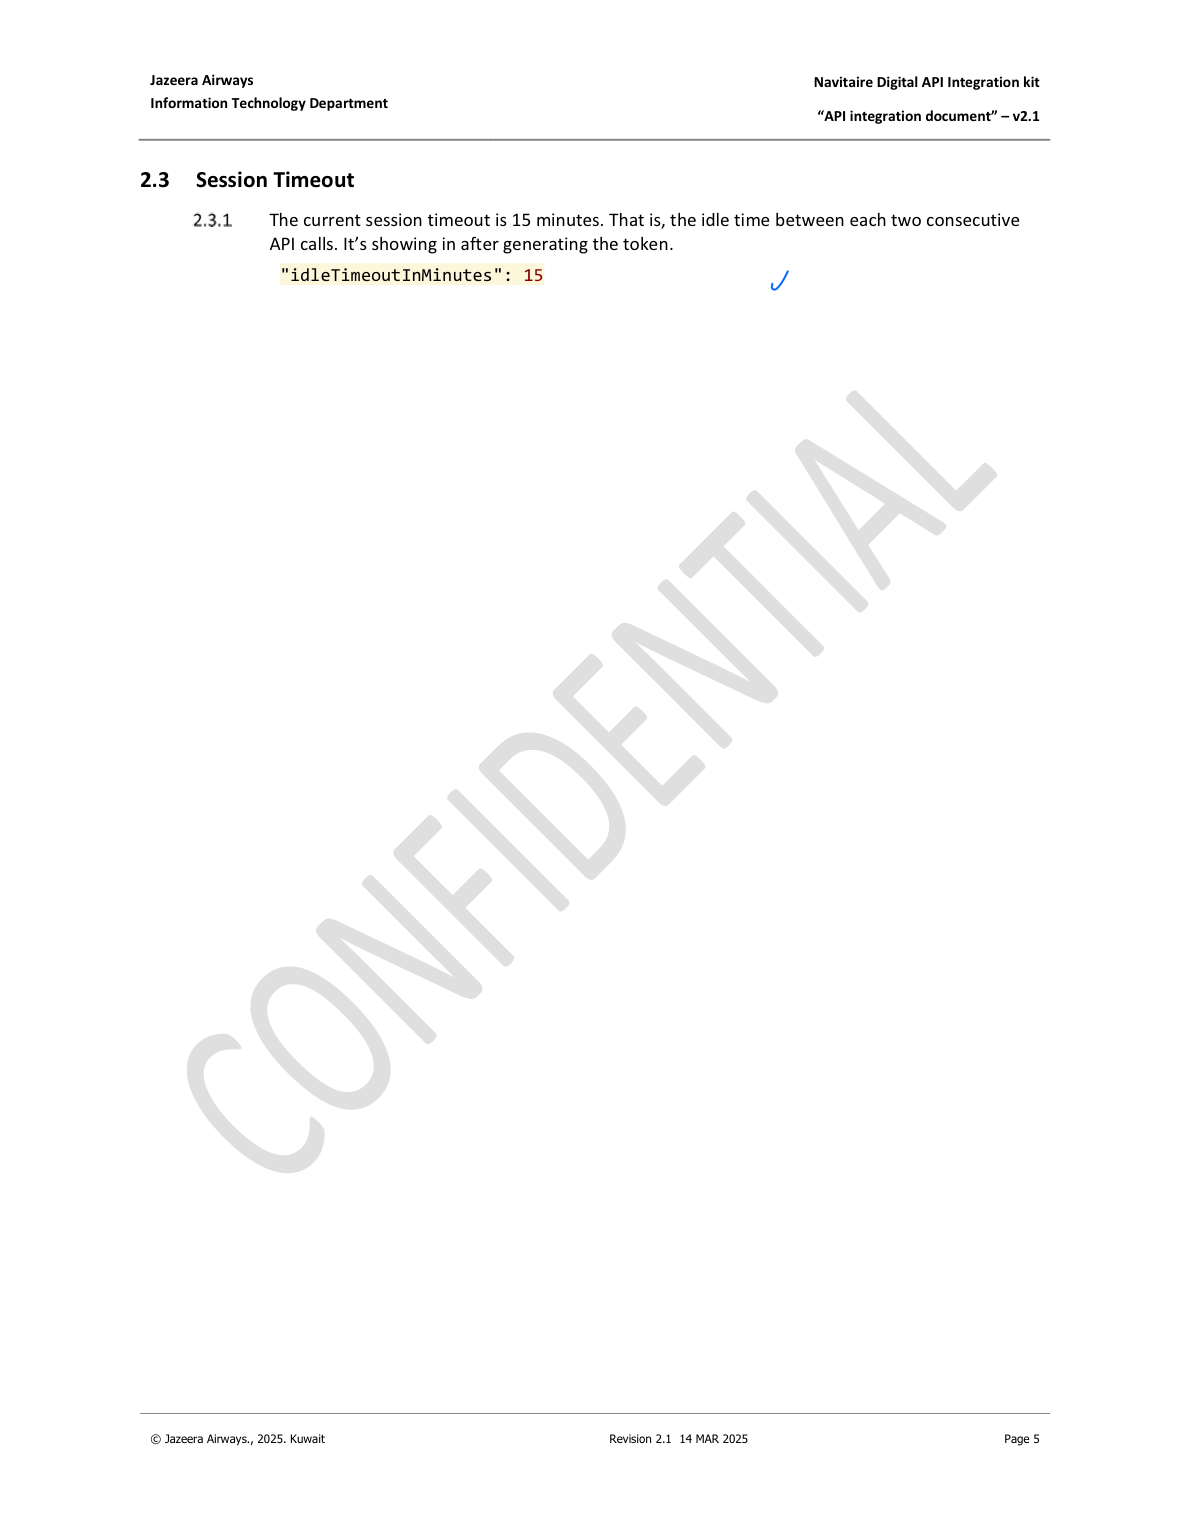 Jazeera Airways
Information Technology Department
Navitaire Digital API Integration kit
“API integration document” – v2.1
2.3 Session Timeout
2.3.1 The current session timeout is 15 minutes. That is, the idle time between each two consecutive
API calls. It’s showing in after generating the token.
"idleTimeoutInMinutes": 15
CONFIDENTIAL
© Jazeera Airways., 2025. Kuwait Revision 2.1 14 MAR 2025 Page 5